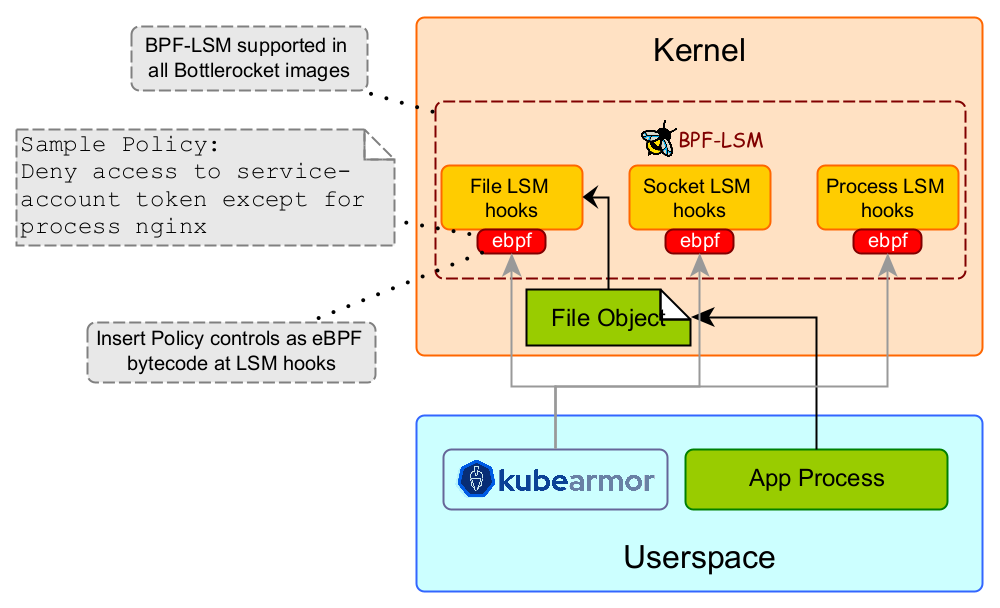 BPF-LSM supported in
all Bottlerocket images
Kernel
Sample Policy:
Deny access to service-
account token except for
process nginx
BPF-LSM
File LSM
hooks
ebpf
Socket LSM
hooks
ebpf
Process LSM
hooks
ebpf
File Object
Insert Policy controls as eBPF
bytecode at LSM hooks
kubearmor
App Process
Userspace